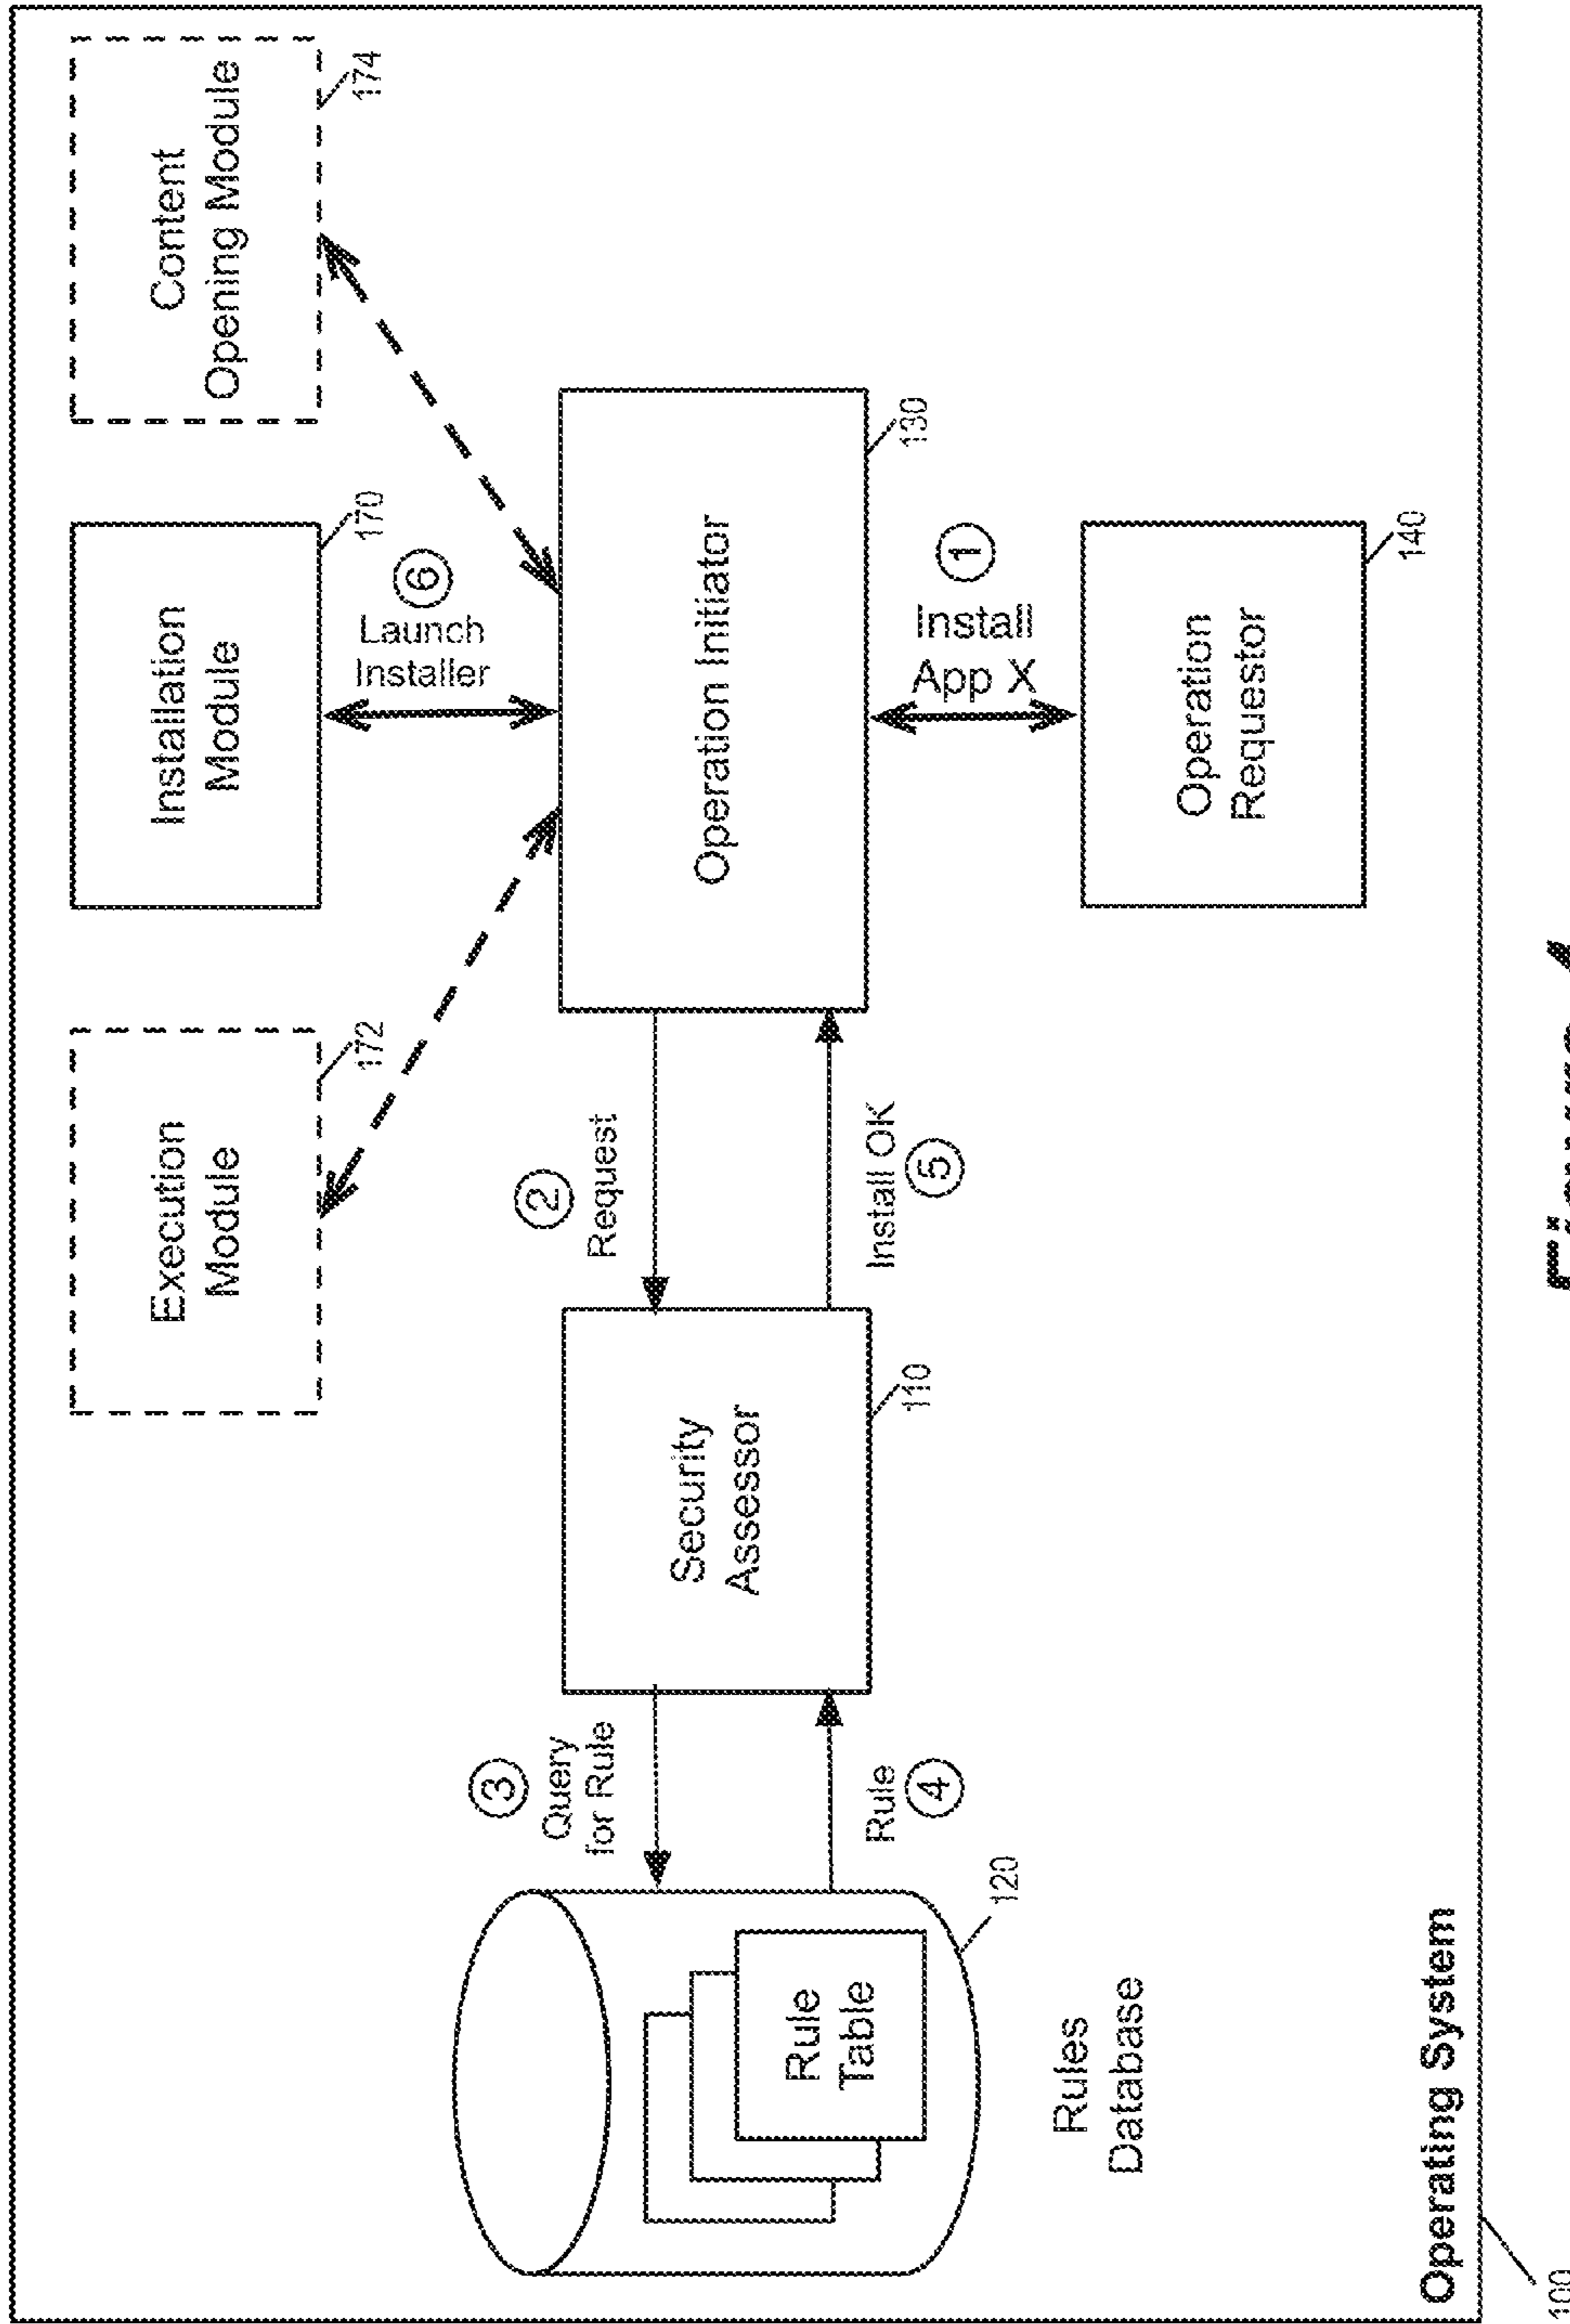 Execution
Module
172
Installation
Module
170
Content
Opening Module
174
6
Launch
Installer
3
Query
for Rule
2
Request
Rule
Table
Security
Assessor
Operation Initiator
Rule
4
Install OK
5
120
110
130
Rules
Database
1
Install
App X
Operation
Requestor
140
Operating System
100